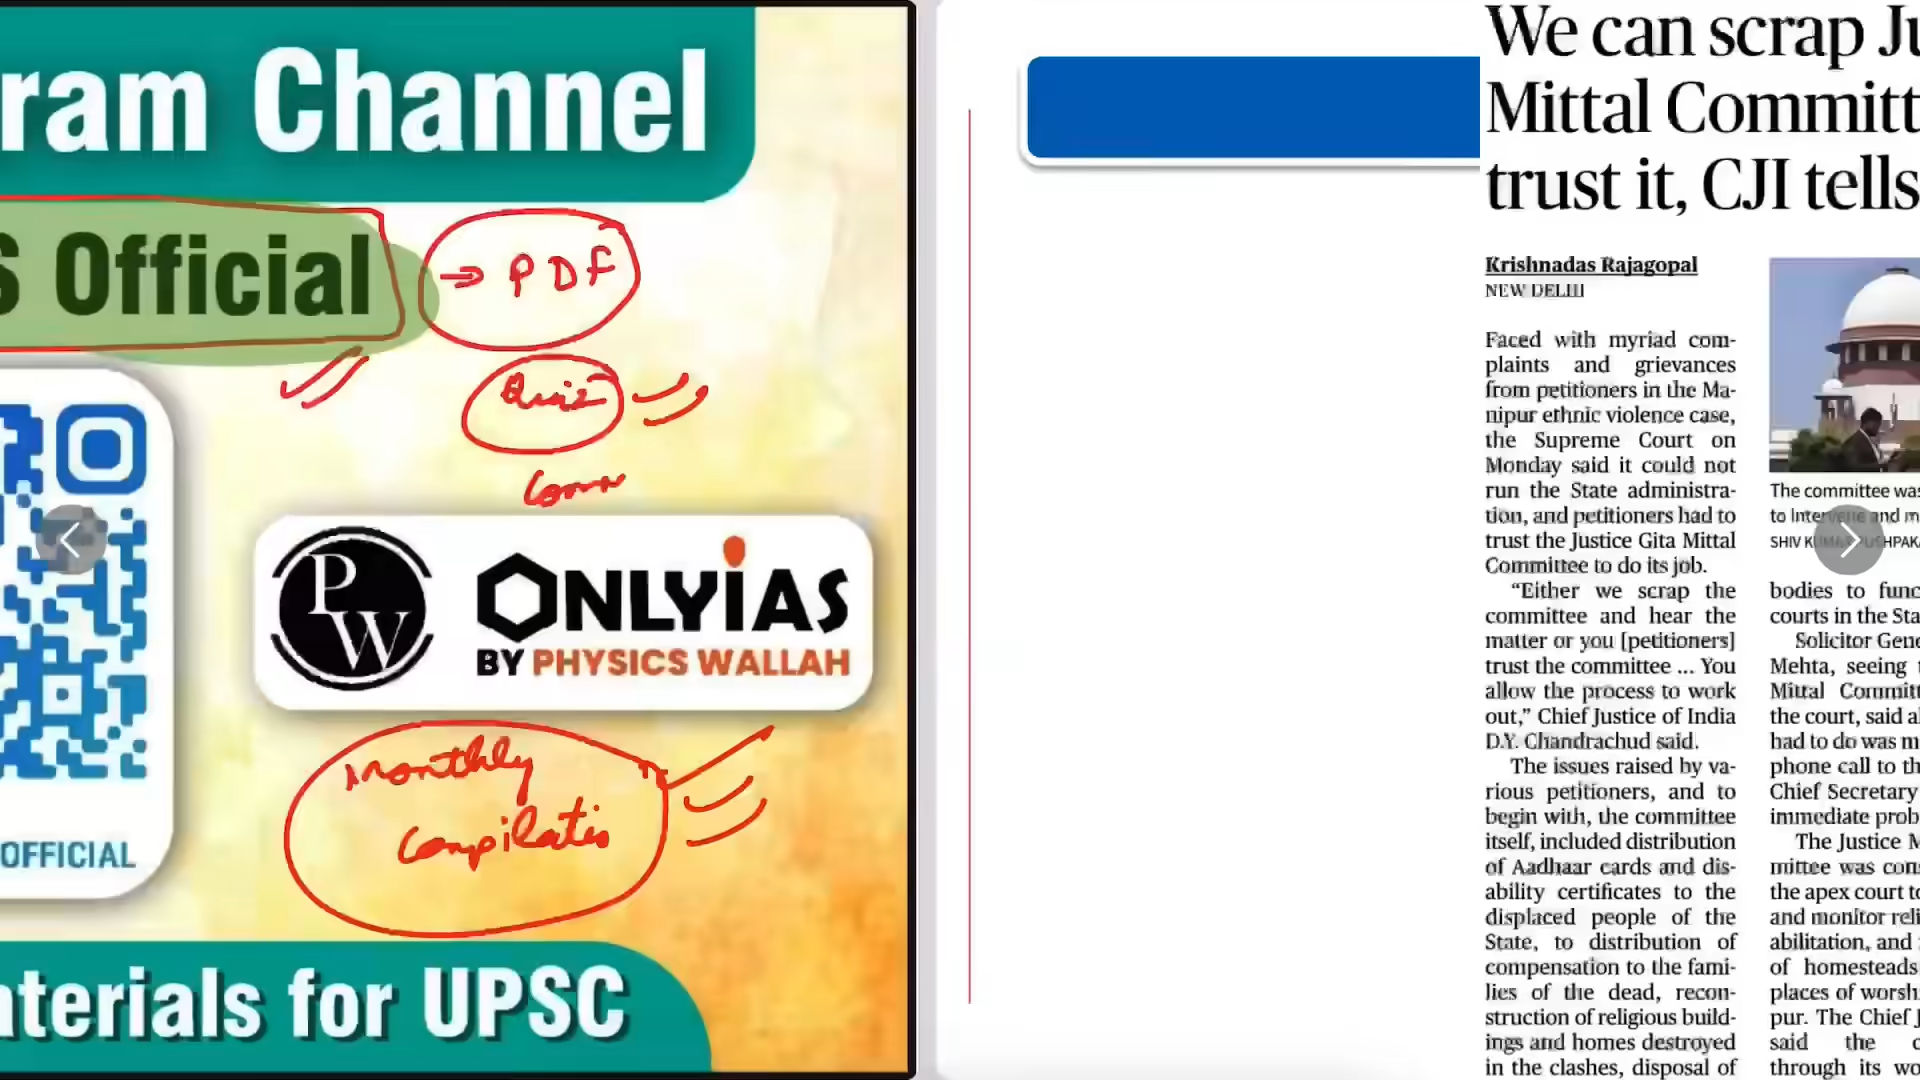 ram Channel
S Official
→ PDF
Quiz
OFFICIAL
PW
ONLYIAS
BY PHYSICS WALLAH
Monthly
aterials for UPSC
We can scrap Ju
Mittal Committ
trust it, CJI tells
Krishnadas Rajagopal
NEW DELHI
Faced with myriad com-
plaints and grievances
from petitioners in the Ma-
nipur ethnic violence case,
the Supreme Court on
Monday said it could not
run the State administra-
tion, and petitioners had to
trust the Justice Gita Mittal
Committee to do its job.
“Either we scrap the
committee and hear the
matter or you [petitioners]
trust the committee ... You
allow the process to work
out,” Chief Justice of India
D.Y. Chandrachud said.
The issues raised by va-
rious petitioners, and to
begin with, the committee
itself, included distribution
of Aadhaar cards and dis-
ability certificates to the
displaced people of the
State, to distribution of
compensation to the fami-
lies of the dead, recon-
struction of religious build-
ings and homes destroyed
in the clashes, disposal of
The committee was
to Intervene and m
SHIV KUMAR PUSHPAKA
bodies to func
courts in the Sta
Solicitor Gene
Mehta, seeing t
Mittal Committ
the court, said al
had to do was m
phone call to th
Chief Secretary
immediate prob
The Justice M
mittee was cons
the apex court to
and monitor reli
abilitation, and
of homesteads
places of worsh
pur. The Chief J
said the c
through its wo